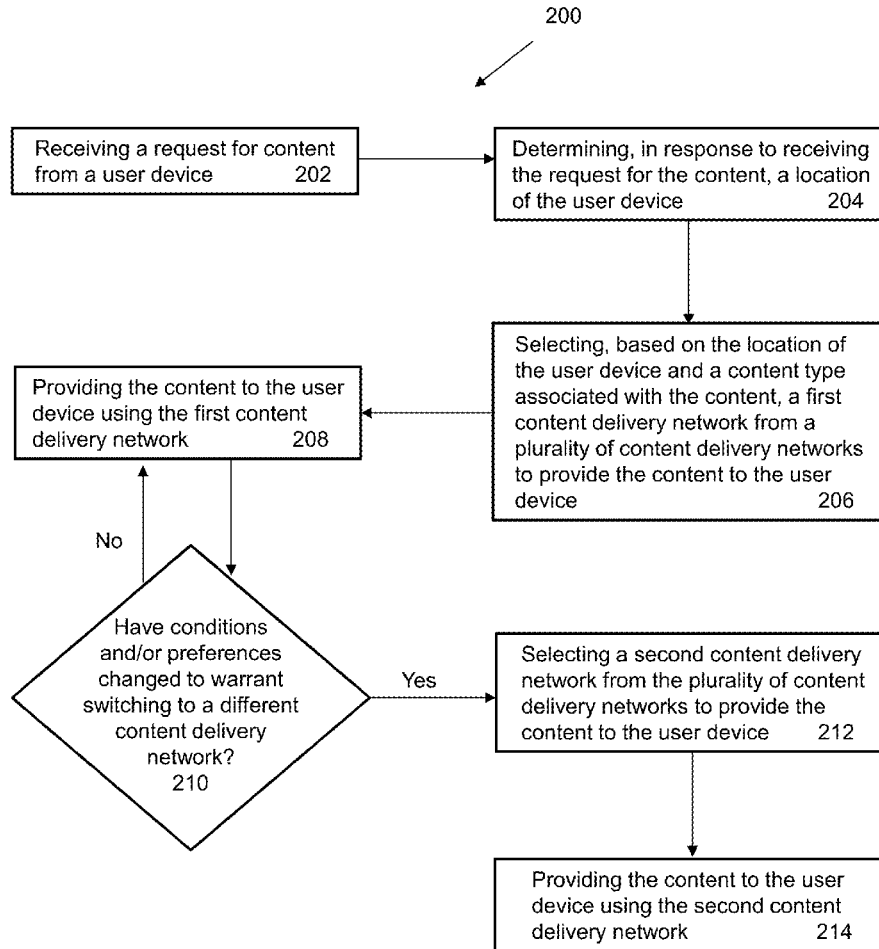 200
Receiving a request for content
from a user device 202
Determining, in response to receiving
the request for the content, a location
of the user device 204
Selecting, based on the location of
the user device and a content type
associated with the content, a first
content delivery network from a
plurality of content delivery networks
to provide the content to the user
device 206
Providing the content to the user
device using the first content
delivery network 208
No
Have conditions
and/or preferences
changed to warrant
switching to a different
content delivery
network?
210
Yes
Selecting a second content delivery
network from the plurality of content
delivery networks to provide the
content to the user device 212
Providing the content to the user
device using the second content
delivery network 214